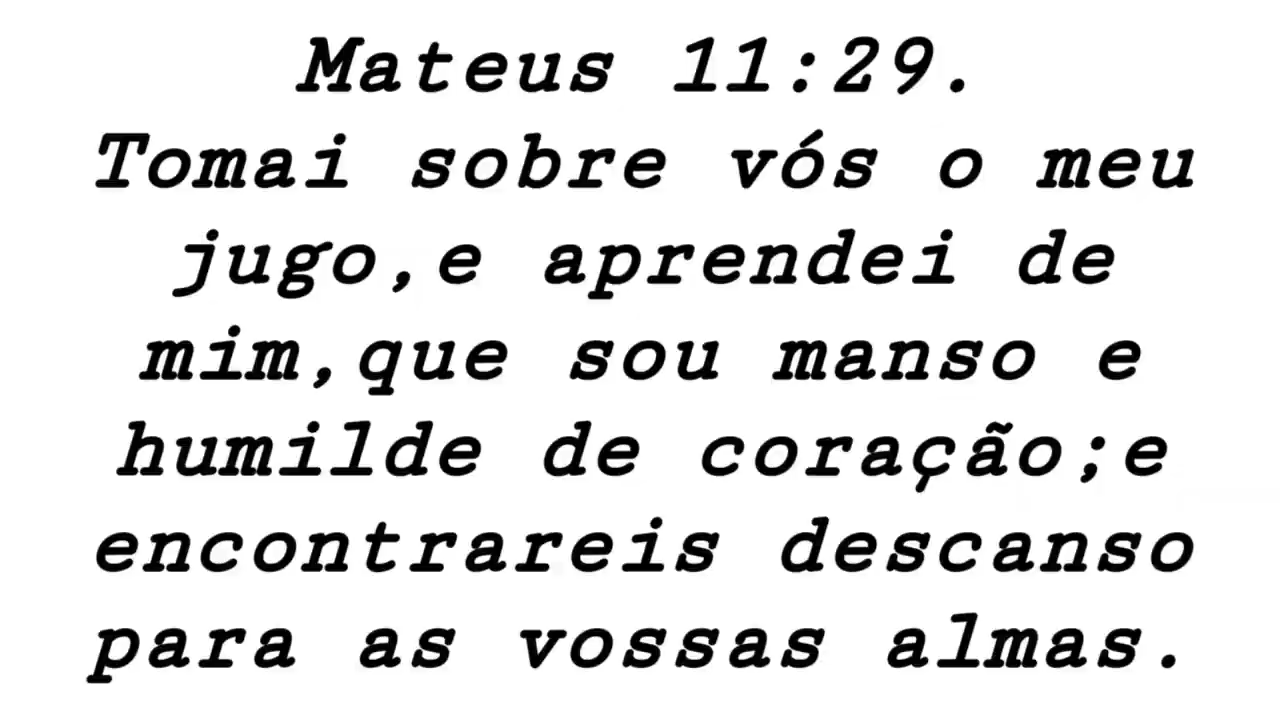 Mateus 11:29.
Tomai sobre vós o meu
jugo,e aprendei de
mim,que sou manso e
humilde de coração;e
encontrareis descanso
para as vossas almas.